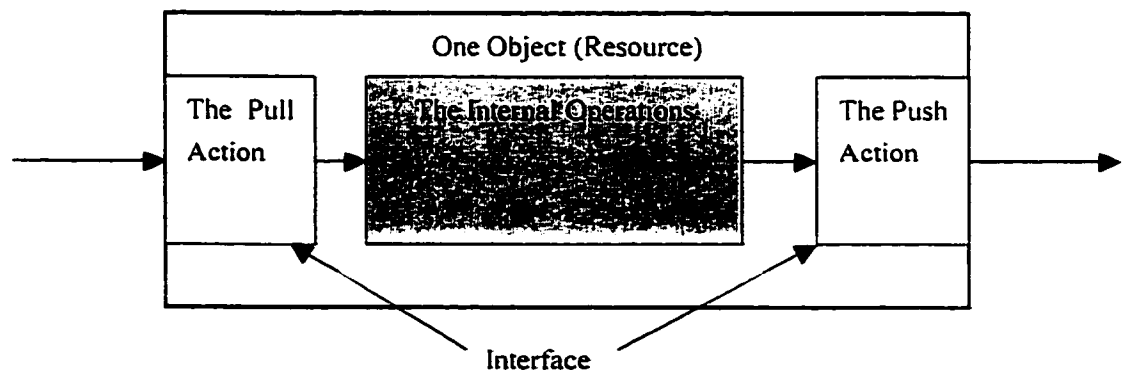 One Object (Resource)
The Pull
Action
The Internal Operations
The Push
Action
Interface